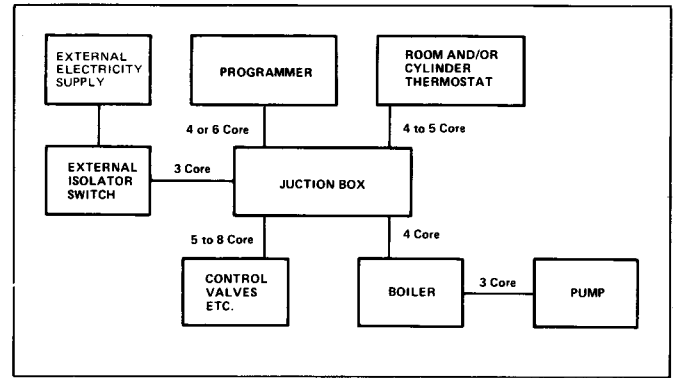 EXTERNAL
ELECTRICITY
SUPPLY
PROGRAMMER
ROOM AND/OR
CYLINDER
THERMOSTAT
4 or 6 Core
4 to 5 Core
EXTERNAL
ISOLATOR
SWITCH
3 Core
JUCTION BOX
5 to 8 Core
4 Core
CONTROL
VALVES
ETC.
BOILER
3 Core
PUMP